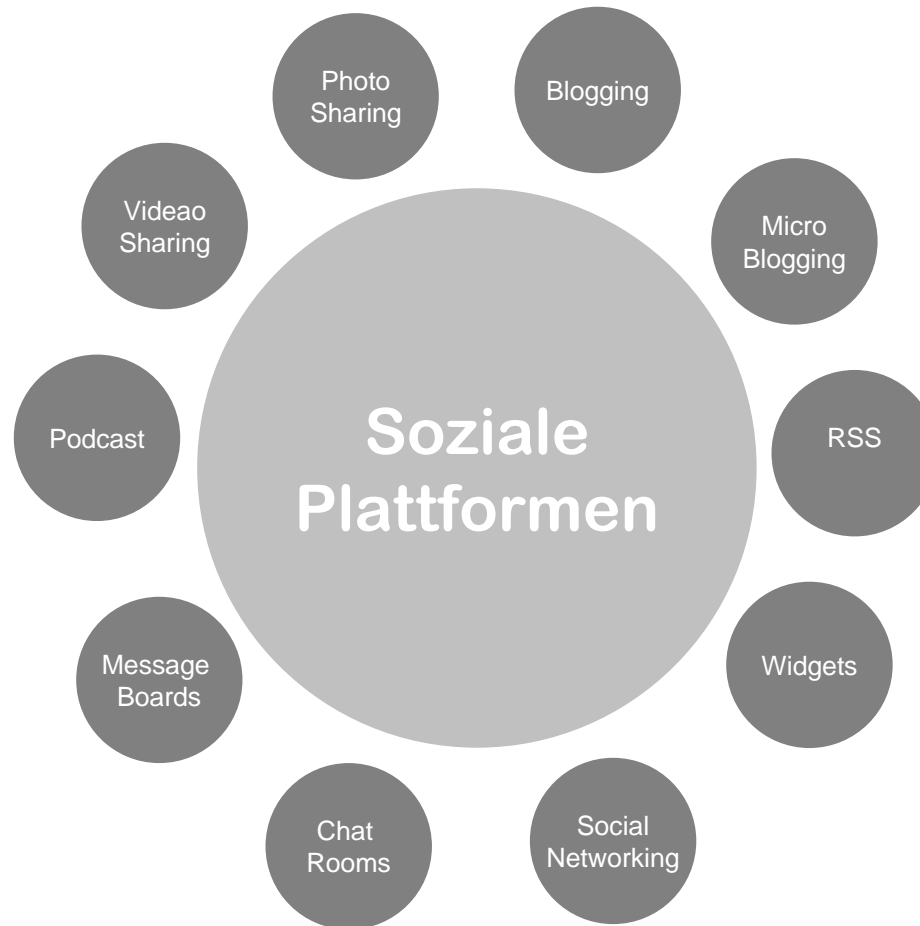 Photo
Sharing
Blogging
Videao
Sharing
Micro
Blogging
Podcast
Soziale
Plattformen
RSS
Message
Boards
Widgets
Chat
Rooms
Social
Networking